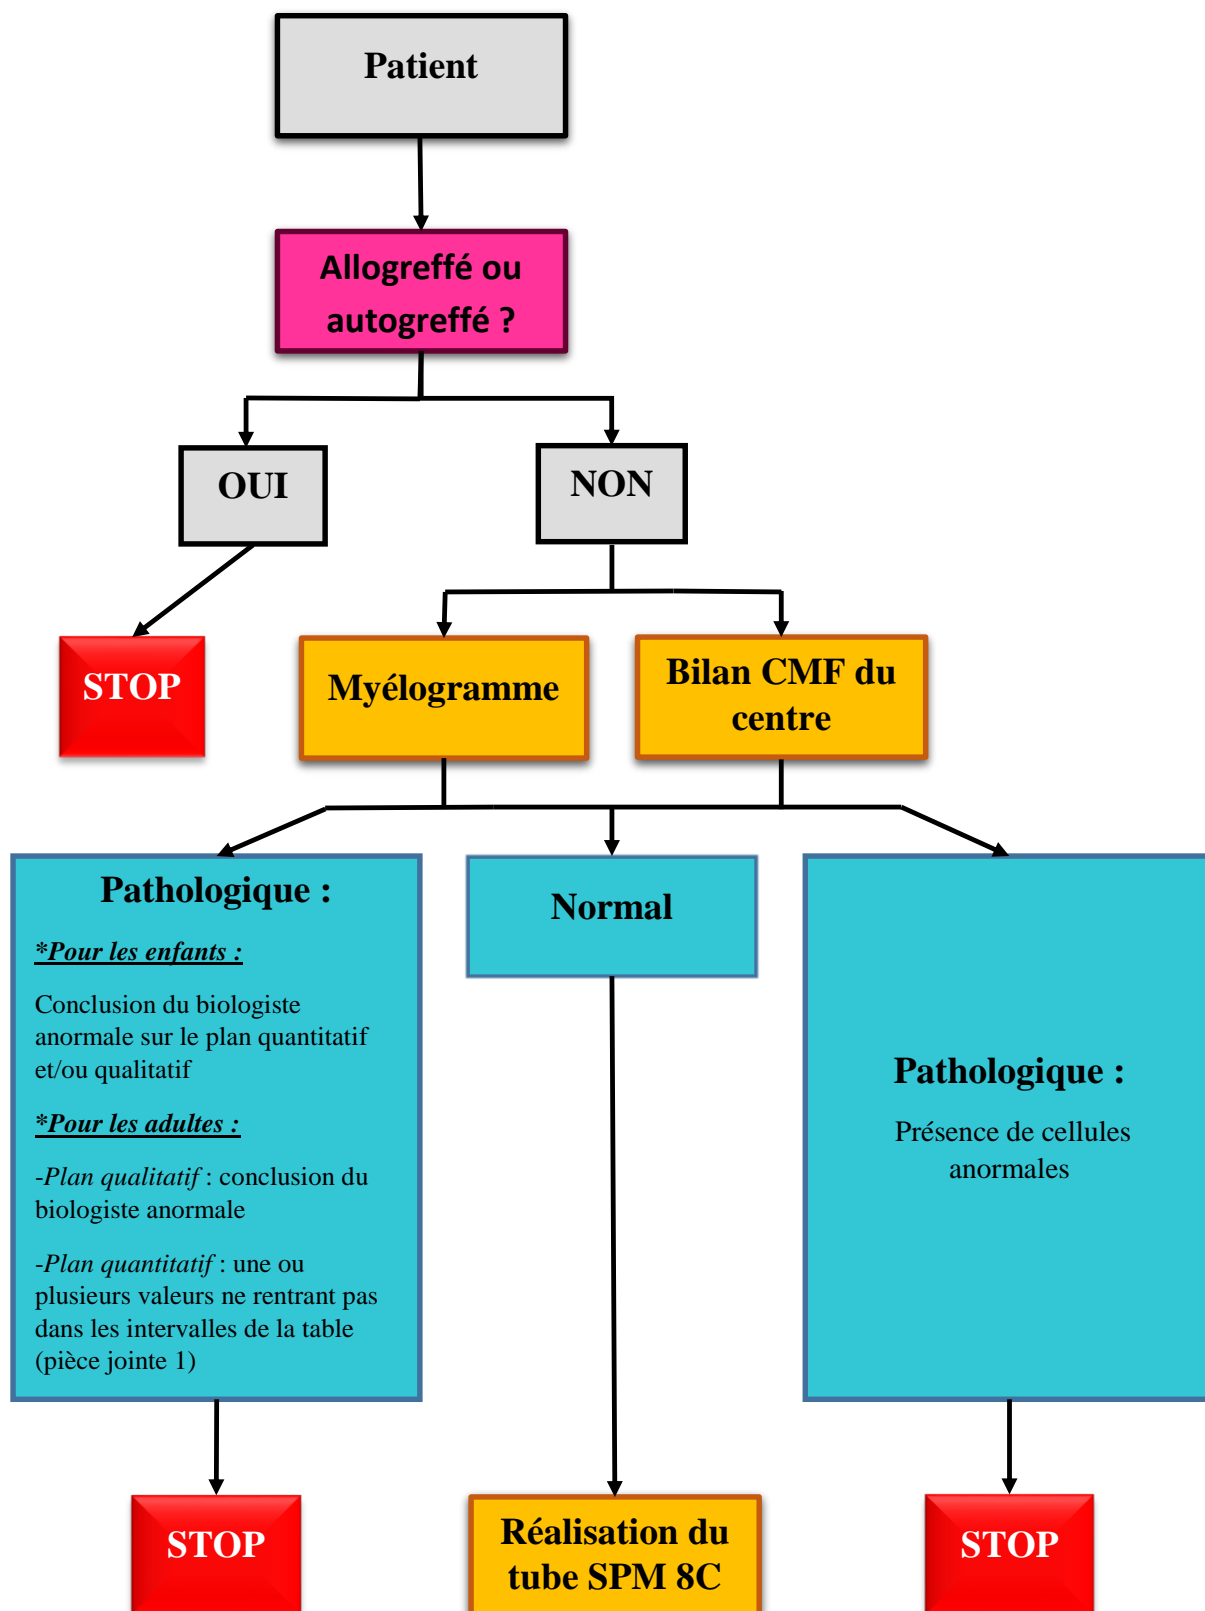 Patient
Allogreffé ou
autogreffé ?
OUI
NON
STOP
Myélogramme
Bilan CMF du
centre
Pathologique :
*Pour les enfants :
Conclusion du biologiste
anormale sur le plan quantitatif
et/ou qualitatif
*Pour les adultes :
-Plan qualitatif : conclusion du
biologiste anormale
-Plan quantitatif : une ou
plusieurs valeurs ne rentrant pas
dans les intervalles de la table
(pièce jointe 1)
Normal
Pathologique :
Présence de cellules
anormales
STOP
Réalisation du
tube SPM 8C
STOP